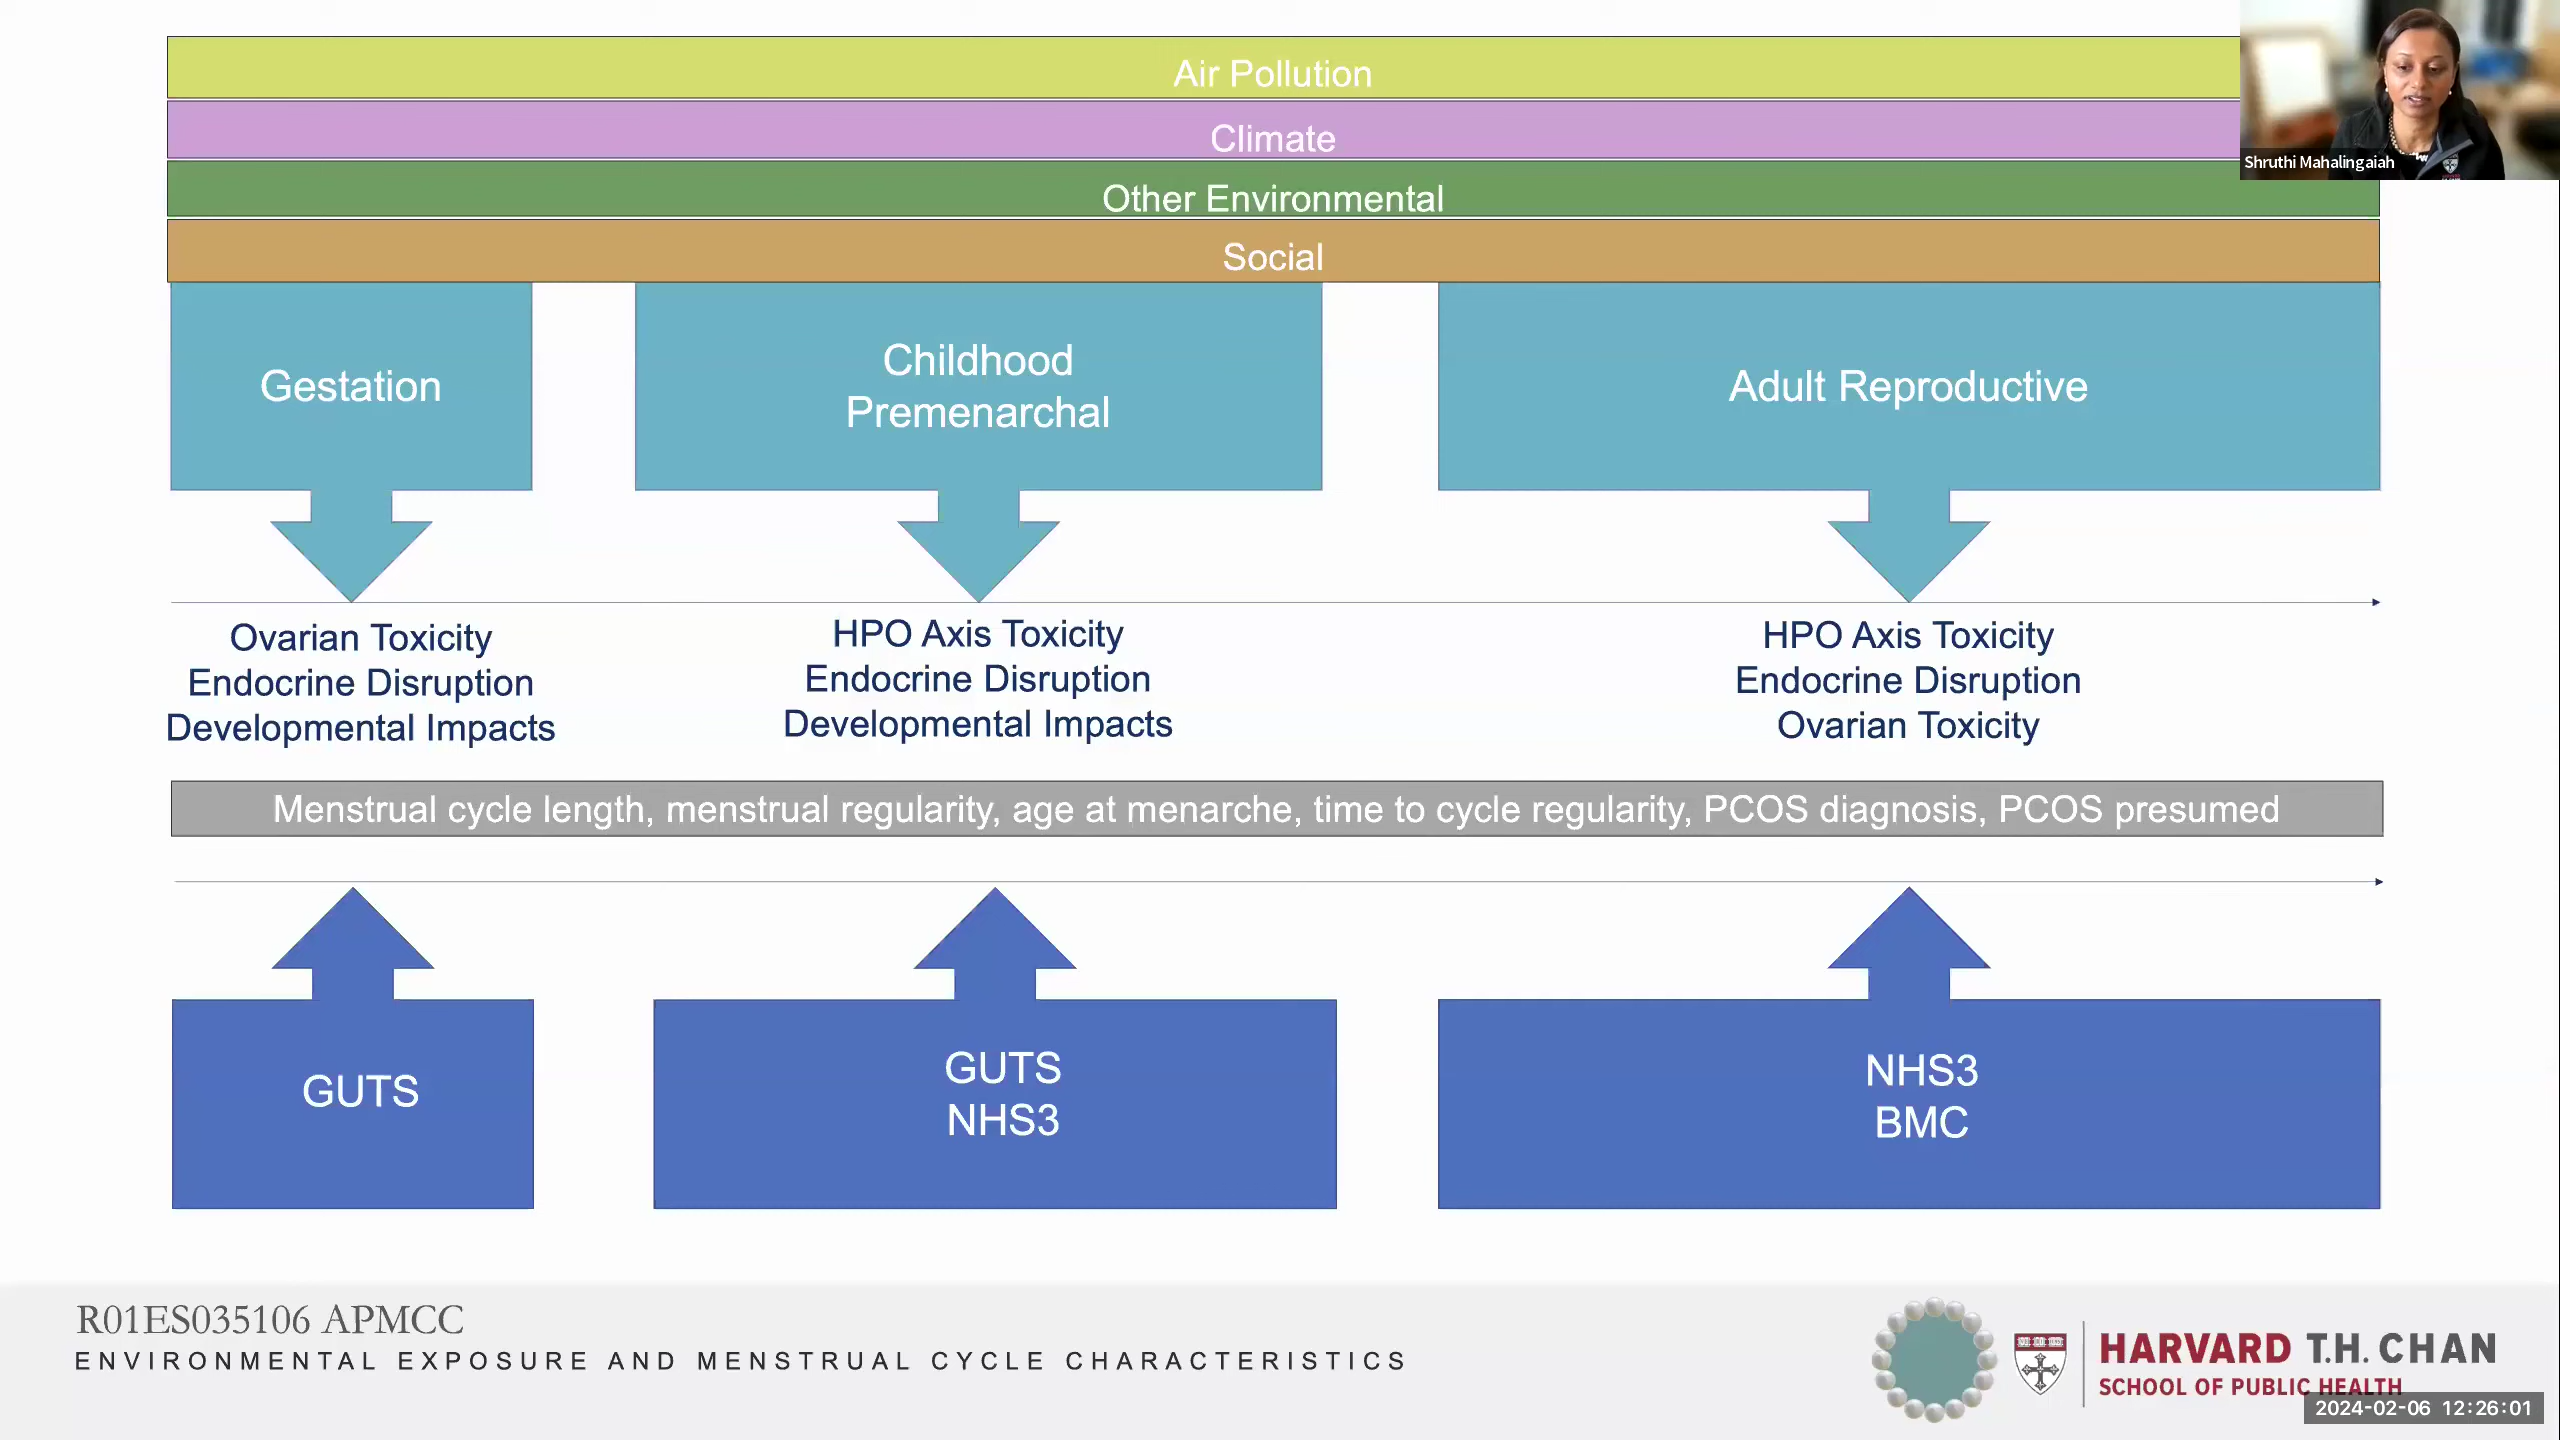 Air Pollution
Climate
Other Environmental
Social
Shruthi Mahalingaiah
Gestation
Childhood
Premenarchal
Adult Reproductive
Ovarian Toxicity
Endocrine Disruption
Developmental Impacts
HPO Axis Toxicity
Endocrine Disruption
Developmental Impacts
HPO Axis Toxicity
Endocrine Disruption
Ovarian Toxicity
Menstrual cycle length, menstrual regularity, age at menarche, time to cycle regularity, PCOS diagnosis, PCOS presumed
GUTS
GUTS
NHS3
NHS3
BMC
R01ES035106 APMCC
ENVIRONMENTAL EXPOSURE AND MENSTRUAL CYCLE CHARACTERISTICS
HARVARD T.H. CHAN
SCHOOL OF PUBLIC HEALTH
2024-02-06 12:26:01